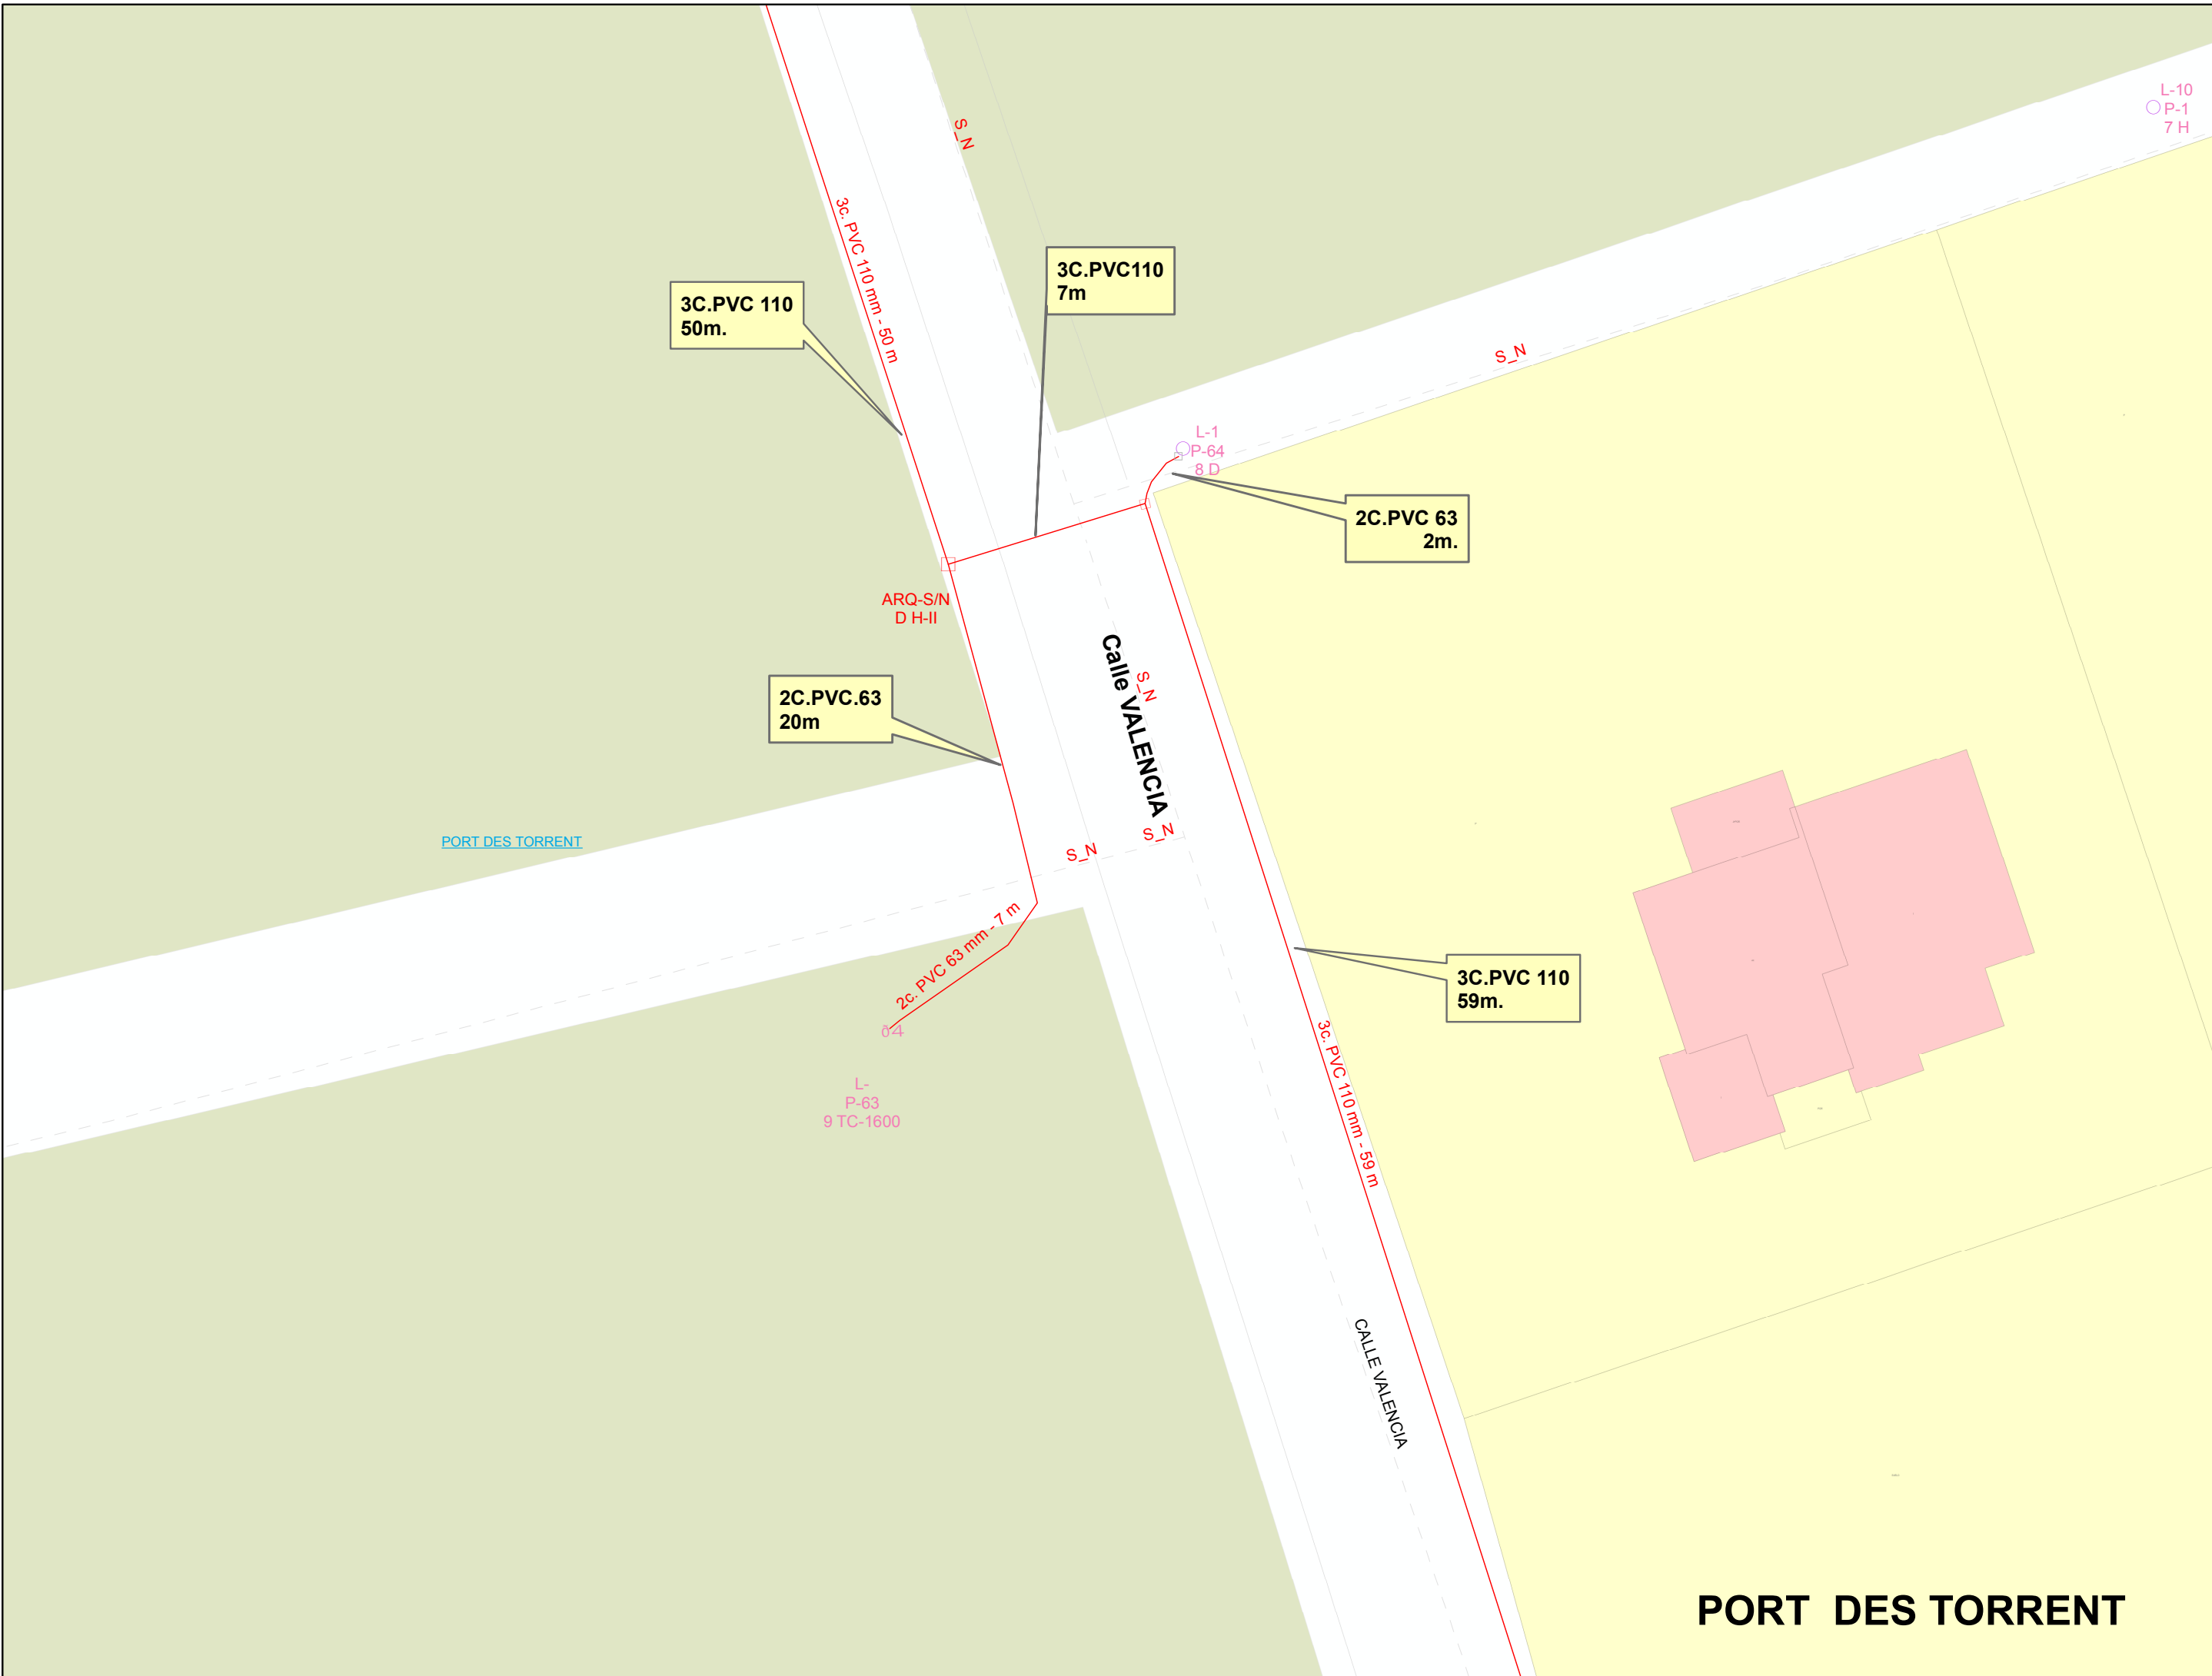 L-10
P-1
7 H
S_N
3c. PVC 110 mm - 50 m
3C.PVC110
7m
3C.PVC 110
50m.
S_N
L-1
P-64
8 D
2C.PVC 63
2m.
ARQ-S/N
D H-II
Calle VALENCIA
S_N
2C.PVC.63
20m
PORT DES TORRENT
S_N
S_N
2c. PVC 63 mm - 7 m
3C.PVC 110
59m.
3c. PVC 110 mm - 59 m
L-
P-63
9 TC-1600
CALLE VALENCIA
PORT DES TORRENT